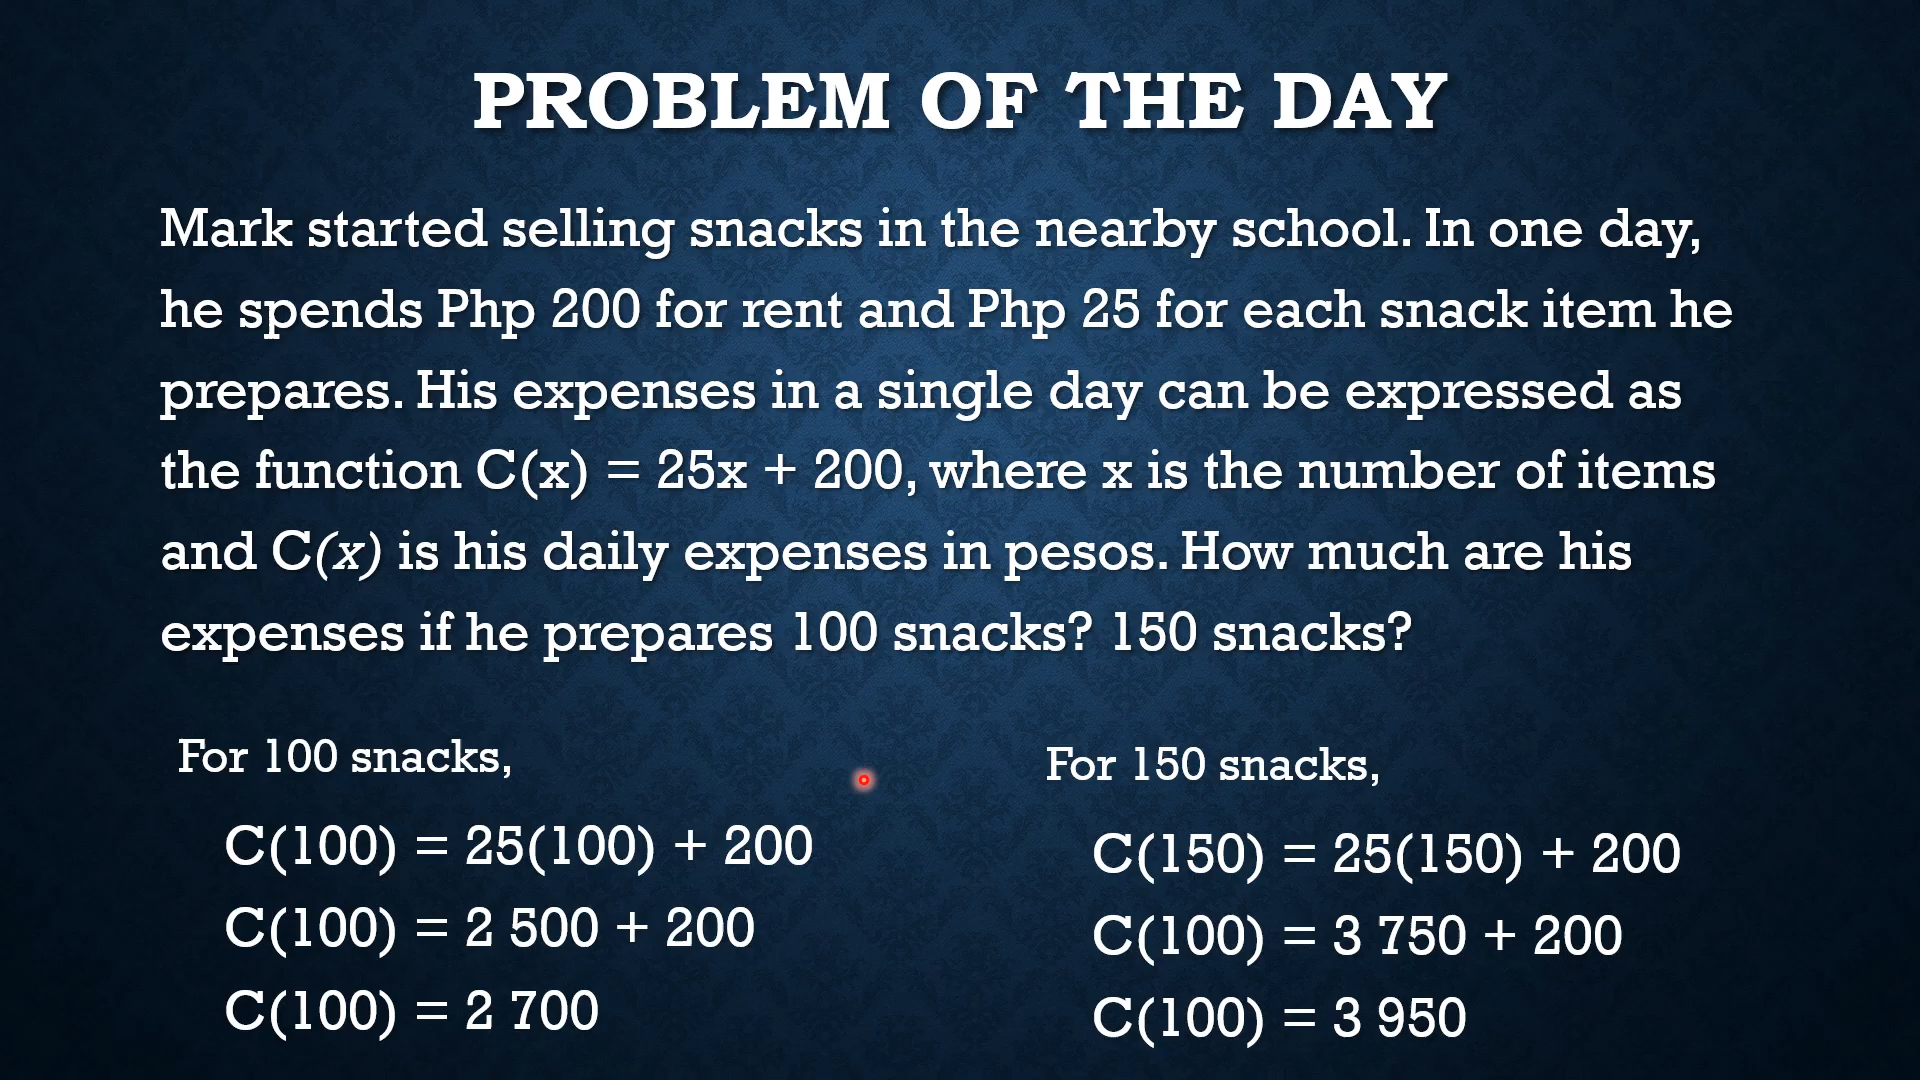 PROBLEM OF THE DAY
Mark started selling snacks in the nearby school. In one day,
he spends Php 200 for rent and Php 25 for each snack item he
prepares. His expenses in a single day can be expressed as
the function C(x) = 25x + 200, where x is the number of items
and C(x) is his daily expenses in pesos. How much are his
expenses if he prepares 100 snacks? 150 snacks?
For 100 snacks,
C(100) = 25(100) + 200
C(100) = 2 500 + 200
C(100) = 2 700
For 150 snacks,
C(150) = 25(150) + 200
C(100) = 3 750 + 200
C(100) = 3 950